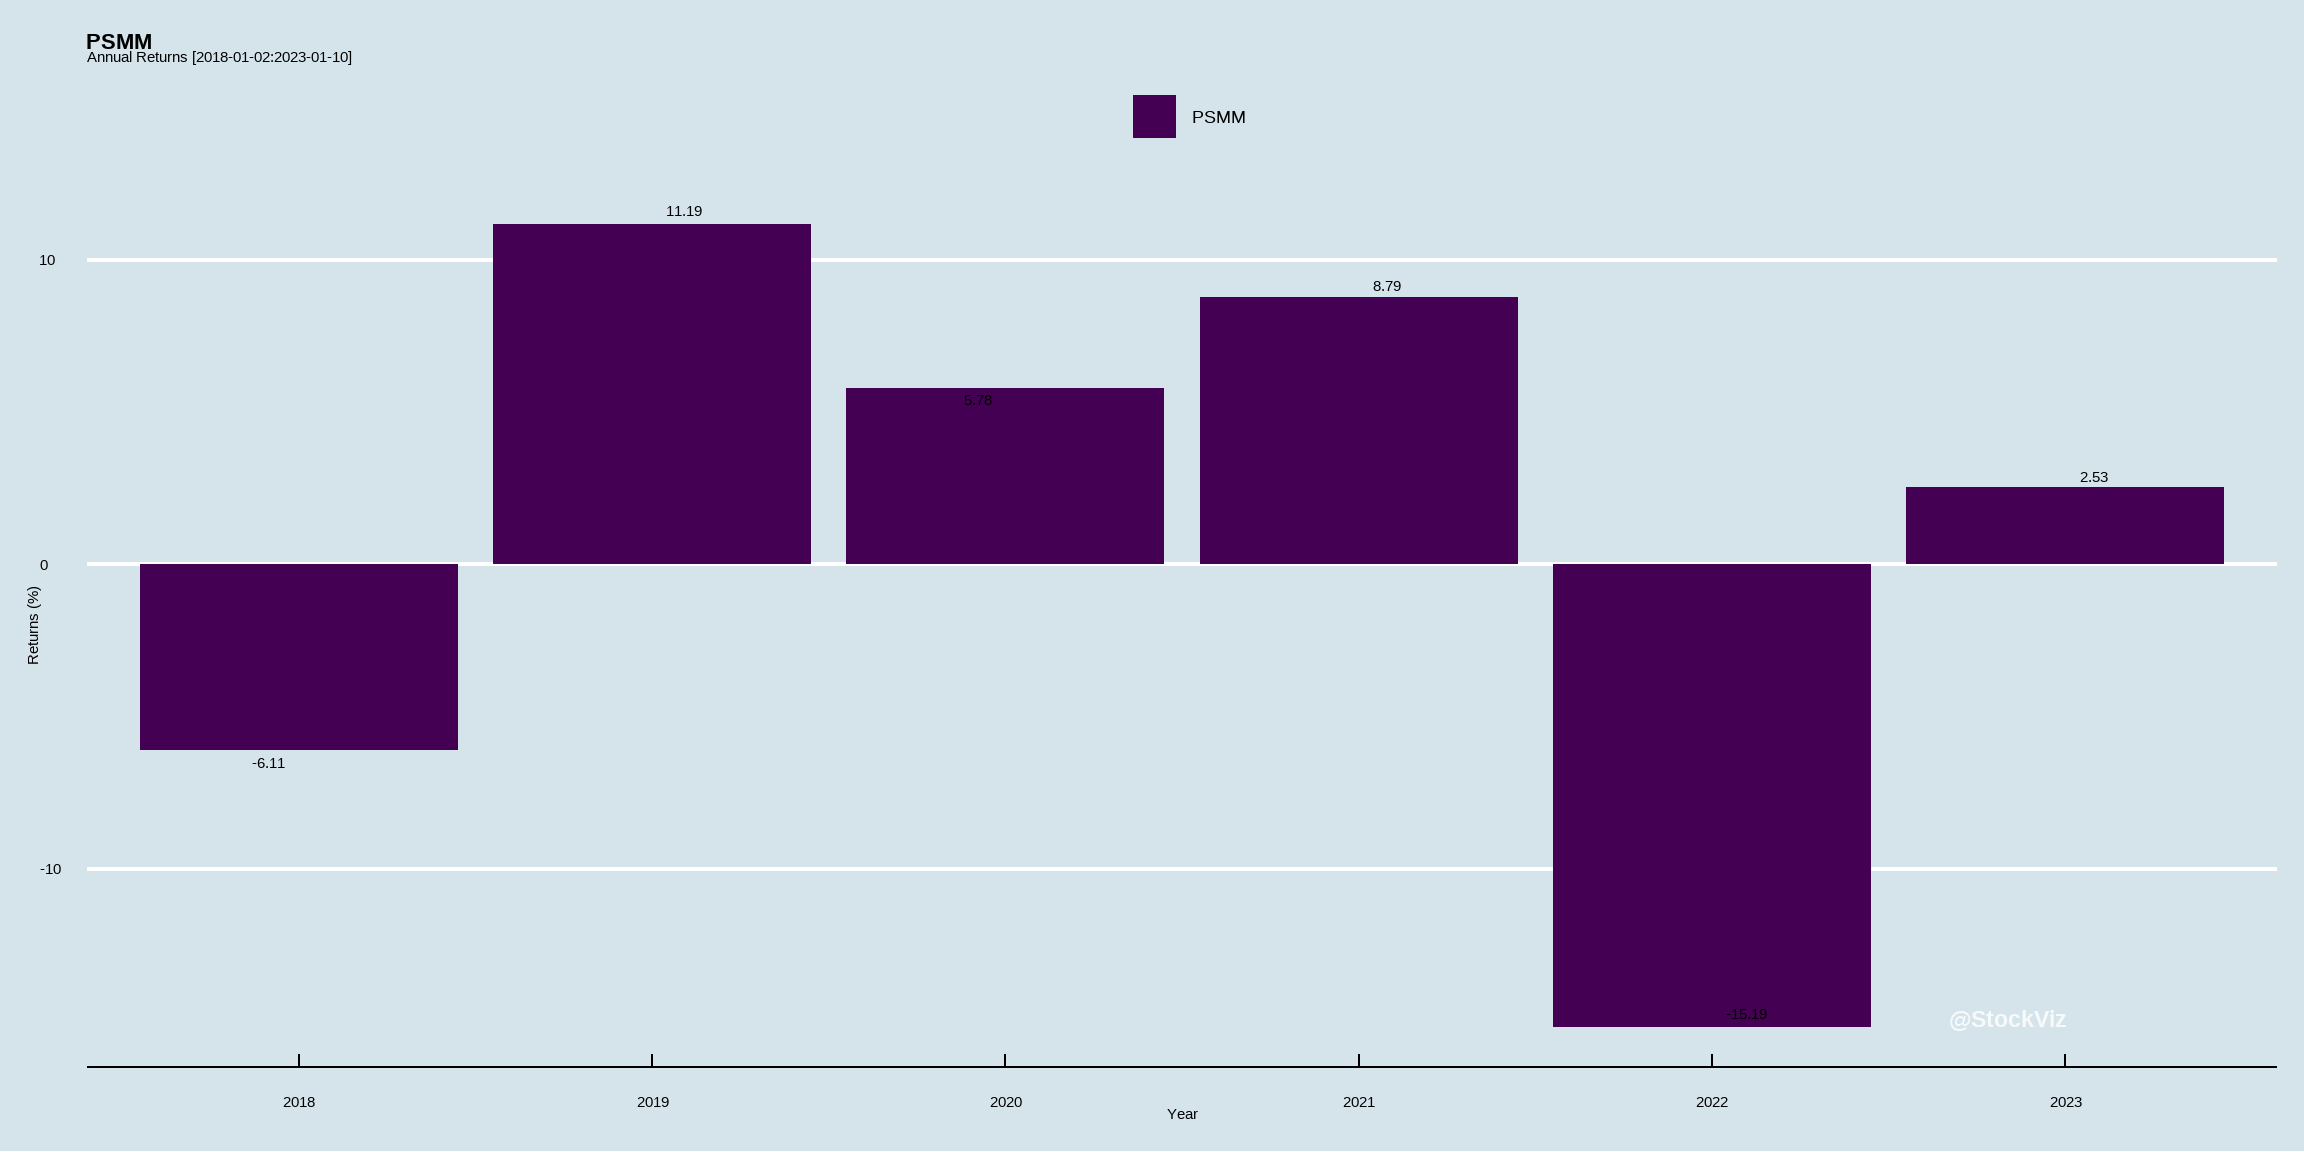 PSMM
Annual Returns [2018-01-02:2023-01-10]
PSMM
11.19
10
8.79
5.78
2.53
0
Returns (%)
-6.11
-10
-15.19
@StockViz
2018 2019 2020 2021 2022 2023
Year